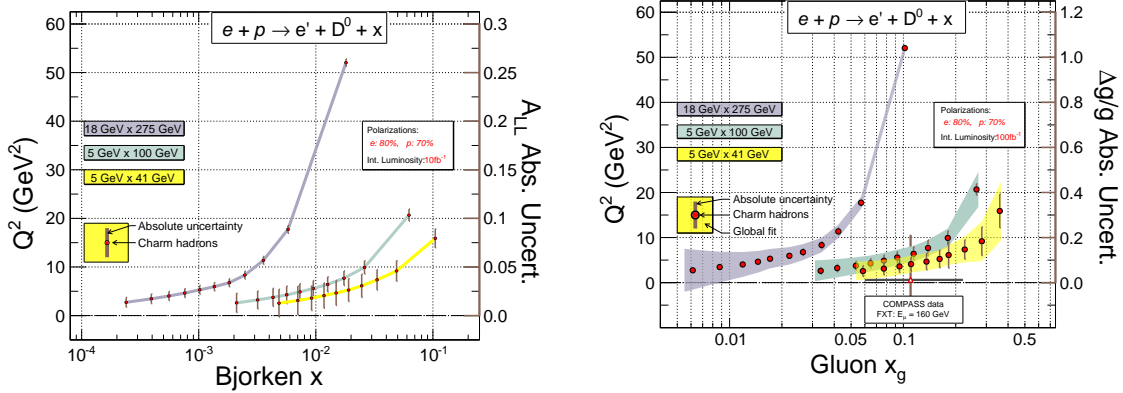 e + p → e' + D⁰ + x
60
50
40
30
20
10
0
Q² (GeV²)
0.3
0.25
0.2
0.15
0.1
0.05
0.0
A_LL Abs. Uncert.
18 GeV x 275 GeV
5 GeV x 100 GeV
5 GeV x 41 GeV
Polarizations:
e: 80%, p: 70%
Int. Luminosity:10fb⁻¹
Absolute uncertainty
Charm hadrons
10⁻⁴
10⁻³
10⁻²
10⁻¹
Bjorken x
e + p → e' + D⁰ + x
60
50
40
30
20
10
0
Q² (GeV²)
1.2
1.0
0.8
0.6
0.4
0.2
0.0
Δg/g Abs. Uncert.
18 GeV x 275 GeV
5 GeV x 100 GeV
5 GeV x 41 GeV
Polarizations:
e: 80%, p: 70%
Int. Luminosity:100fb⁻¹
Absolute uncertainty
Charm hadrons
Global fit
COMPASS data
FXT: E_μ = 160 GeV
0.01
0.05
0.1
0.5
Gluon x_g